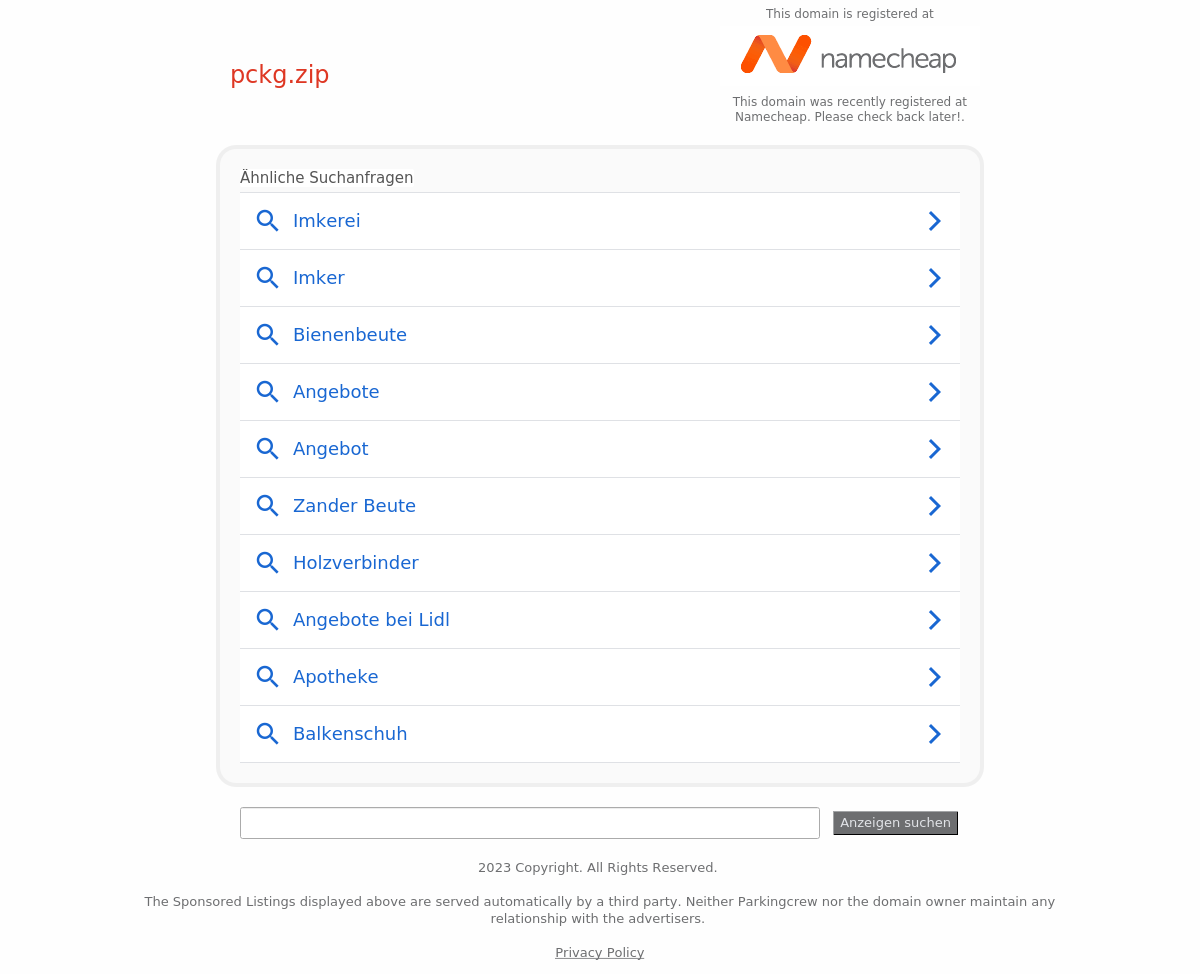 This domain is registered at
namecheap
pckg.zip
This domain was recently registered at
Namecheap. Please check back later!.
Ähnliche Suchanfragen
Imkerei
Imker
Bienenbeute
Angebote
Angebot
Zander Beute
Holzverbinder
Angebote bei Lidl
Apotheke
Balkenschuh
Anzeigen suchen
2023 Copyright. All Rights Reserved.
The Sponsored Listings displayed above are served automatically by a third party. Neither Parkingcrew nor the domain owner maintain any
relationship with the advertisers.
Privacy Policy